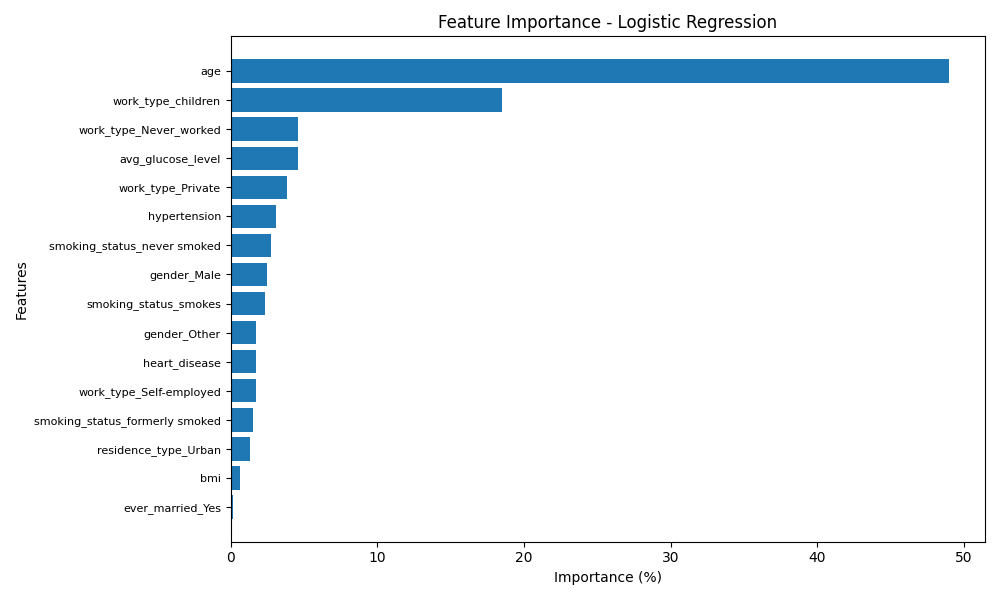 Feature Importance - Logistic Regression
Features
age
work_type_children
work_type_Never_worked
avg_glucose_level
work_type_Private
hypertension
smoking_status_never smoked
gender_Male
smoking_status_smokes
gender_Other
heart_disease
work_type_Self-employed
smoking_status_formerly smoked
residence_type_Urban
bmi
ever_married_Yes
0 10 20 30 40 50
Importance (%)